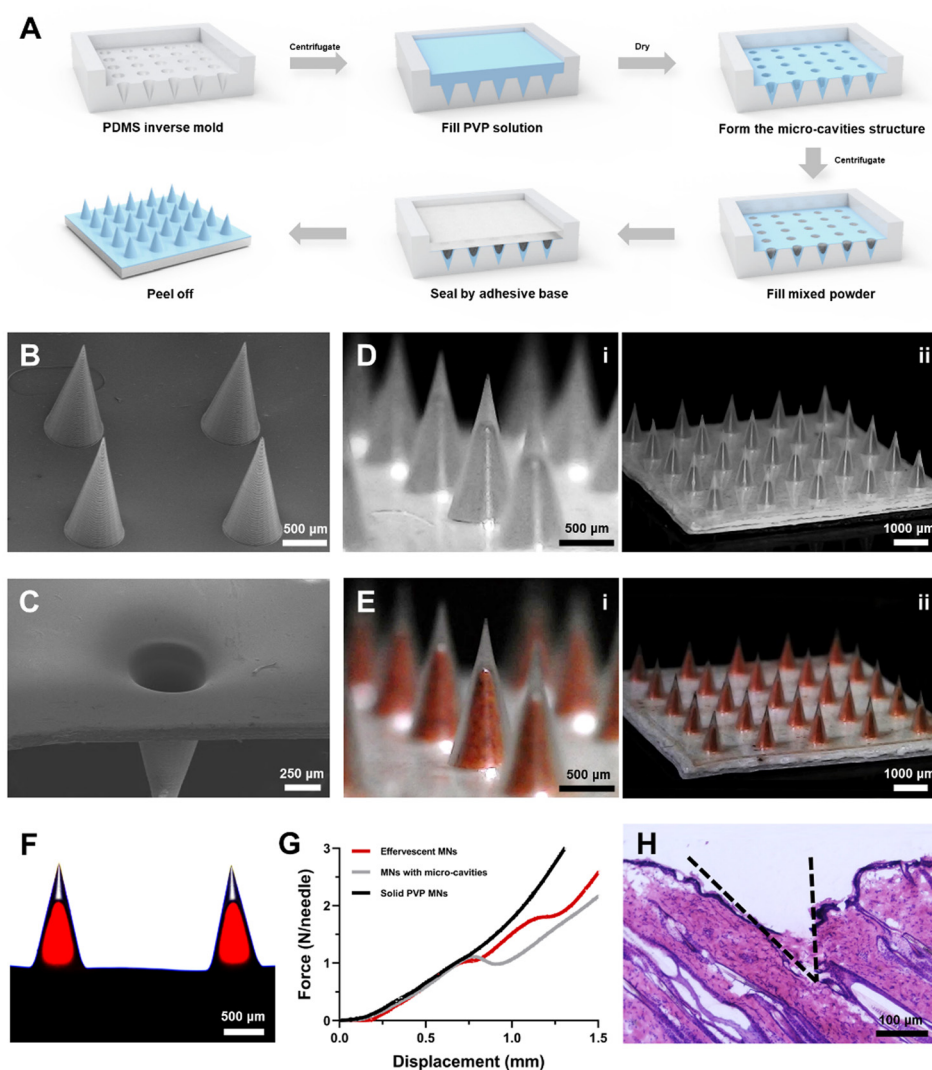 A
Centrifugate
Dry
PDMS inverse mold
Fill PVP solution
Form the micro-cavities structure
Centrifugate
Peel off
Seal by adhesive base
Fill mixed powder
B
500 µm
D
i
500 µm
ii
1000 µm
C
250 µm
E
i
500 µm
ii
1000 µm
F
500 µm
G
Effervescent MNs
MNs with micro-cavities
Solid PVP MNs
Force (N/needle)
3
2
1
0
0.0 0.5 1.0 1.5
Displacement (mm)
H
100 µm